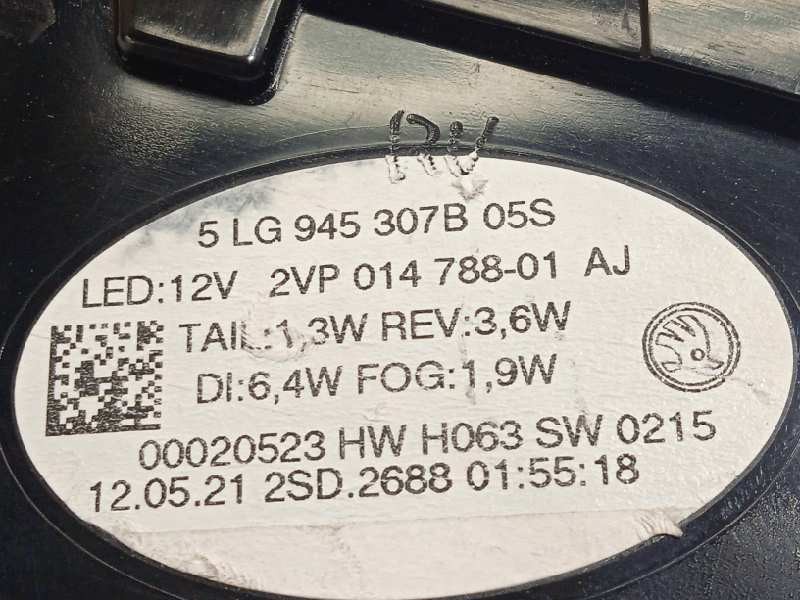 5 LG 945 307B 05S
LED:12V 2VP 014 788-01 AJ
TAIL:1,3W REV:3,6W
DI:6,4W FOG:1,9W
00020523 HW H063 SW 0215
12.05.21 2SD.2688 01:55:18